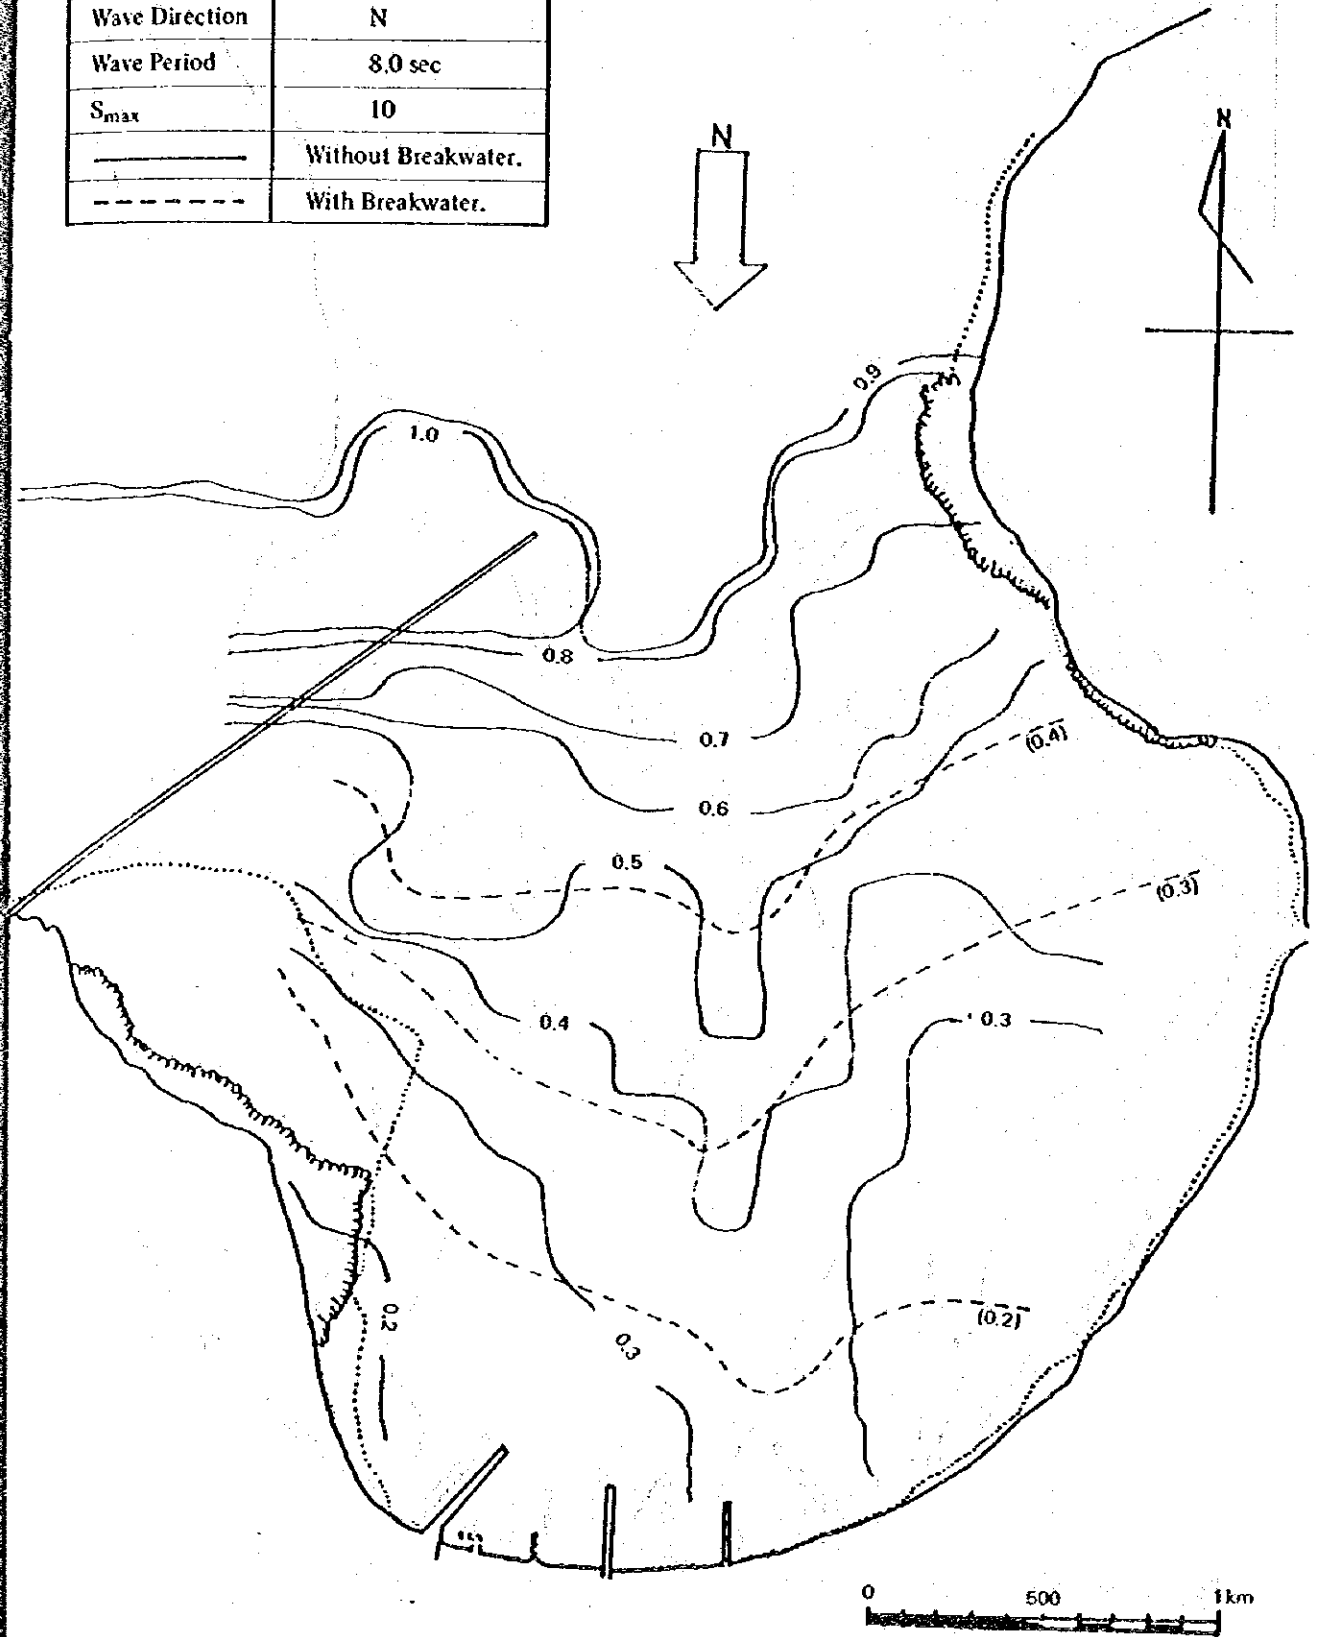 Wave Direction N
Wave Period 8.0 sec
Smax 10
Without Breakwater.
With Breakwater.
N
N
0.9
1.0
0.8
0.7
(0.4)
0.6
0.5
(0.3)
0.4
0.3
0.2
(0.2)
0.3
0 500 1km